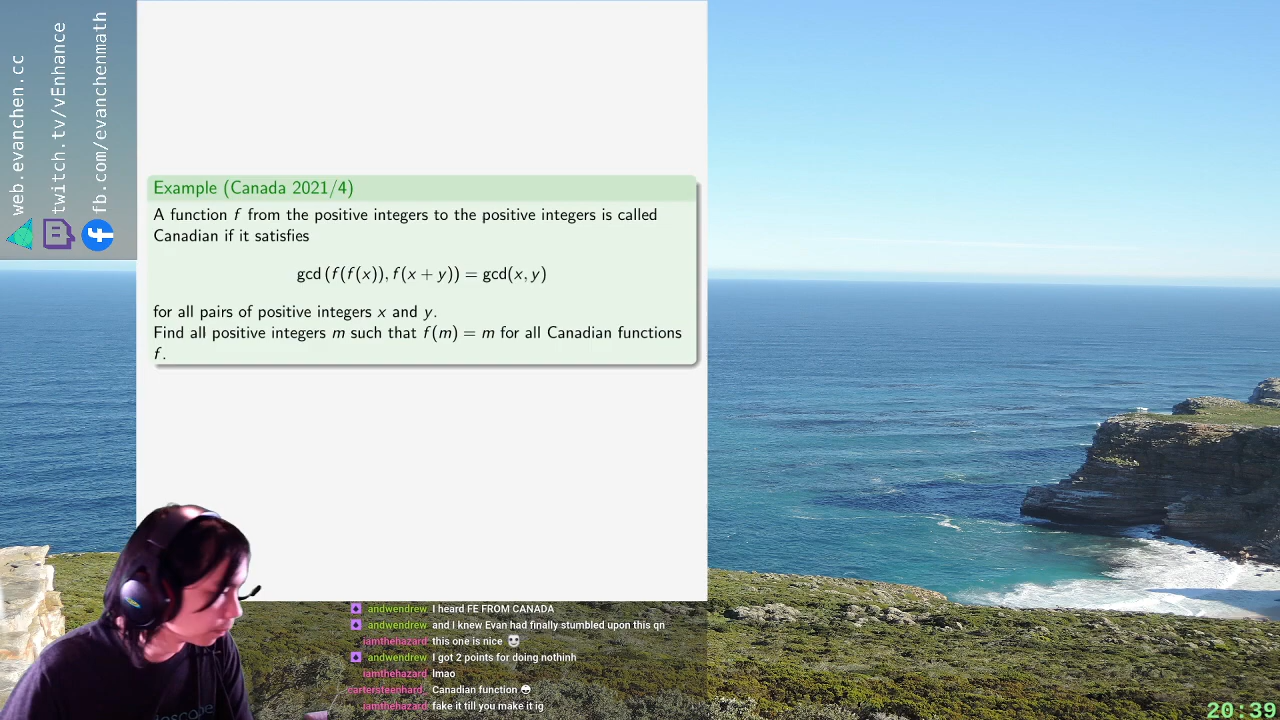 web.evanchen.cc
twitch.tv/vEnhance
fb.com/evanchenmath
Example (Canada 2021/4)
A function f from the positive integers to the positive integers is called
Canadian if it satisfies
gcd (f(f(x)), f(x + y)) = gcd(x, y)
for all pairs of positive integers x and y.
Find all positive integers m such that f(m) = m for all Canadian functions
f.
andwendrew: I heard FE FROM CANADA
andwendrew: and I knew Evan had finally stumbled upon this qn
iamthehazard: this one is nice
andwendrew: I got 2 points for doing nothinh
iamthehazard: lmao
cartersteenhard: Canadian function
iamthehazard: fake it till you make it ig
20:39